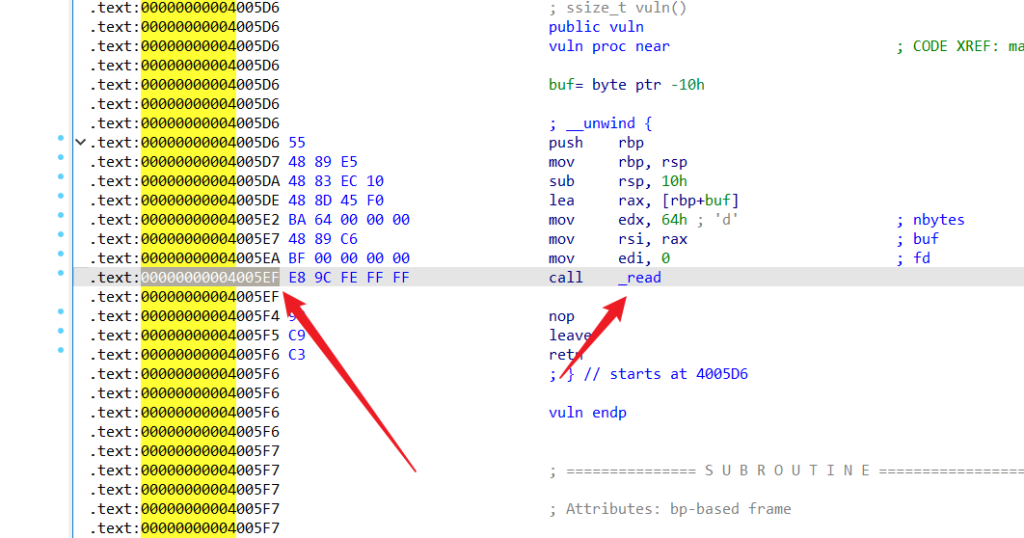 .text:00000000004005D6 ; ssize_t vuln()
.text:00000000004005D6 public vuln
.text:00000000004005D6 vuln proc near ; CODE XREF: ma
.text:00000000004005D6
.text:00000000004005D6 buf= byte ptr -10h
.text:00000000004005D6
.text:00000000004005D6 ; __unwind {
.text:00000000004005D6 55 push rbp
.text:00000000004005D7 48 89 E5 mov rbp, rsp
.text:00000000004005DA 48 83 EC 10 sub rsp, 10h
.text:00000000004005DE 48 8D 45 F0 lea rax, [rbp+buf]
.text:00000000004005E2 BA 64 00 00 00 mov edx, 64h ; 'd' ; nbytes
.text:00000000004005E7 48 89 C6 mov rsi, rax ; buf
.text:00000000004005EA BF 00 00 00 00 mov edi, 0 ; fd
.text:00000000004005EF E8 9C FE FF FF call _read
.text:00000000004005EF
.text:00000000004005F4 nop
.text:00000000004005F5 C9 leave
.text:00000000004005F6 C3 retn
.text:00000000004005F6 ; } // starts at 4005D6
.text:00000000004005F6
.text:00000000004005F6 vuln endp
.text:00000000004005F6
.text:00000000004005F7
.text:00000000004005F7 ; =============== S U B R O U T I N E ==================
.text:00000000004005F7
.text:00000000004005F7 ; Attributes: bp-based frame
.text:00000000004005F7